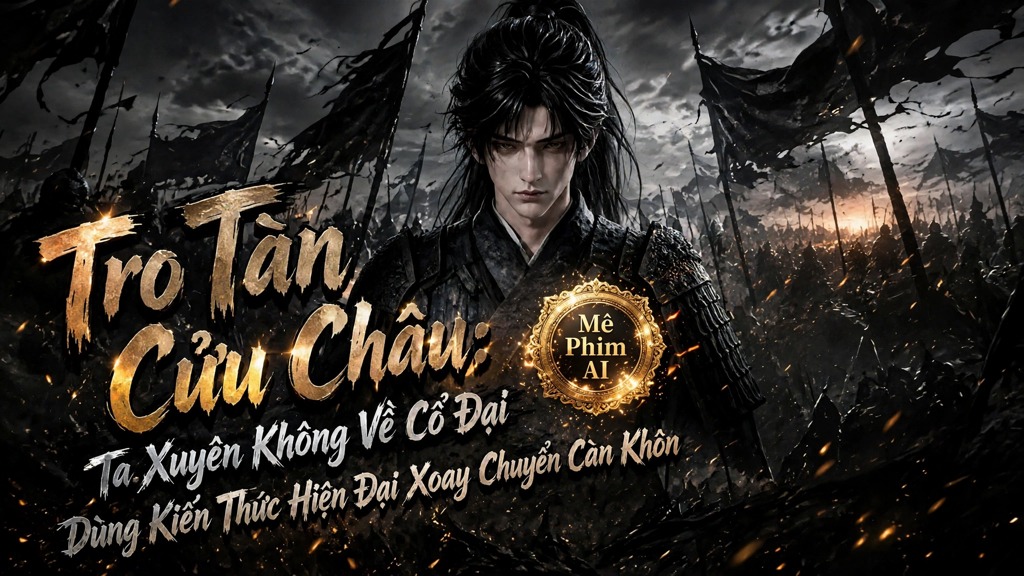 Tro Tàn
Cửu Châu:
Ta Xuyên Không Về Cổ Đại
Dùng Kiến Thức Hiện Đại Xoay Chuyển Càn Khôn
Mê
Phim
AI